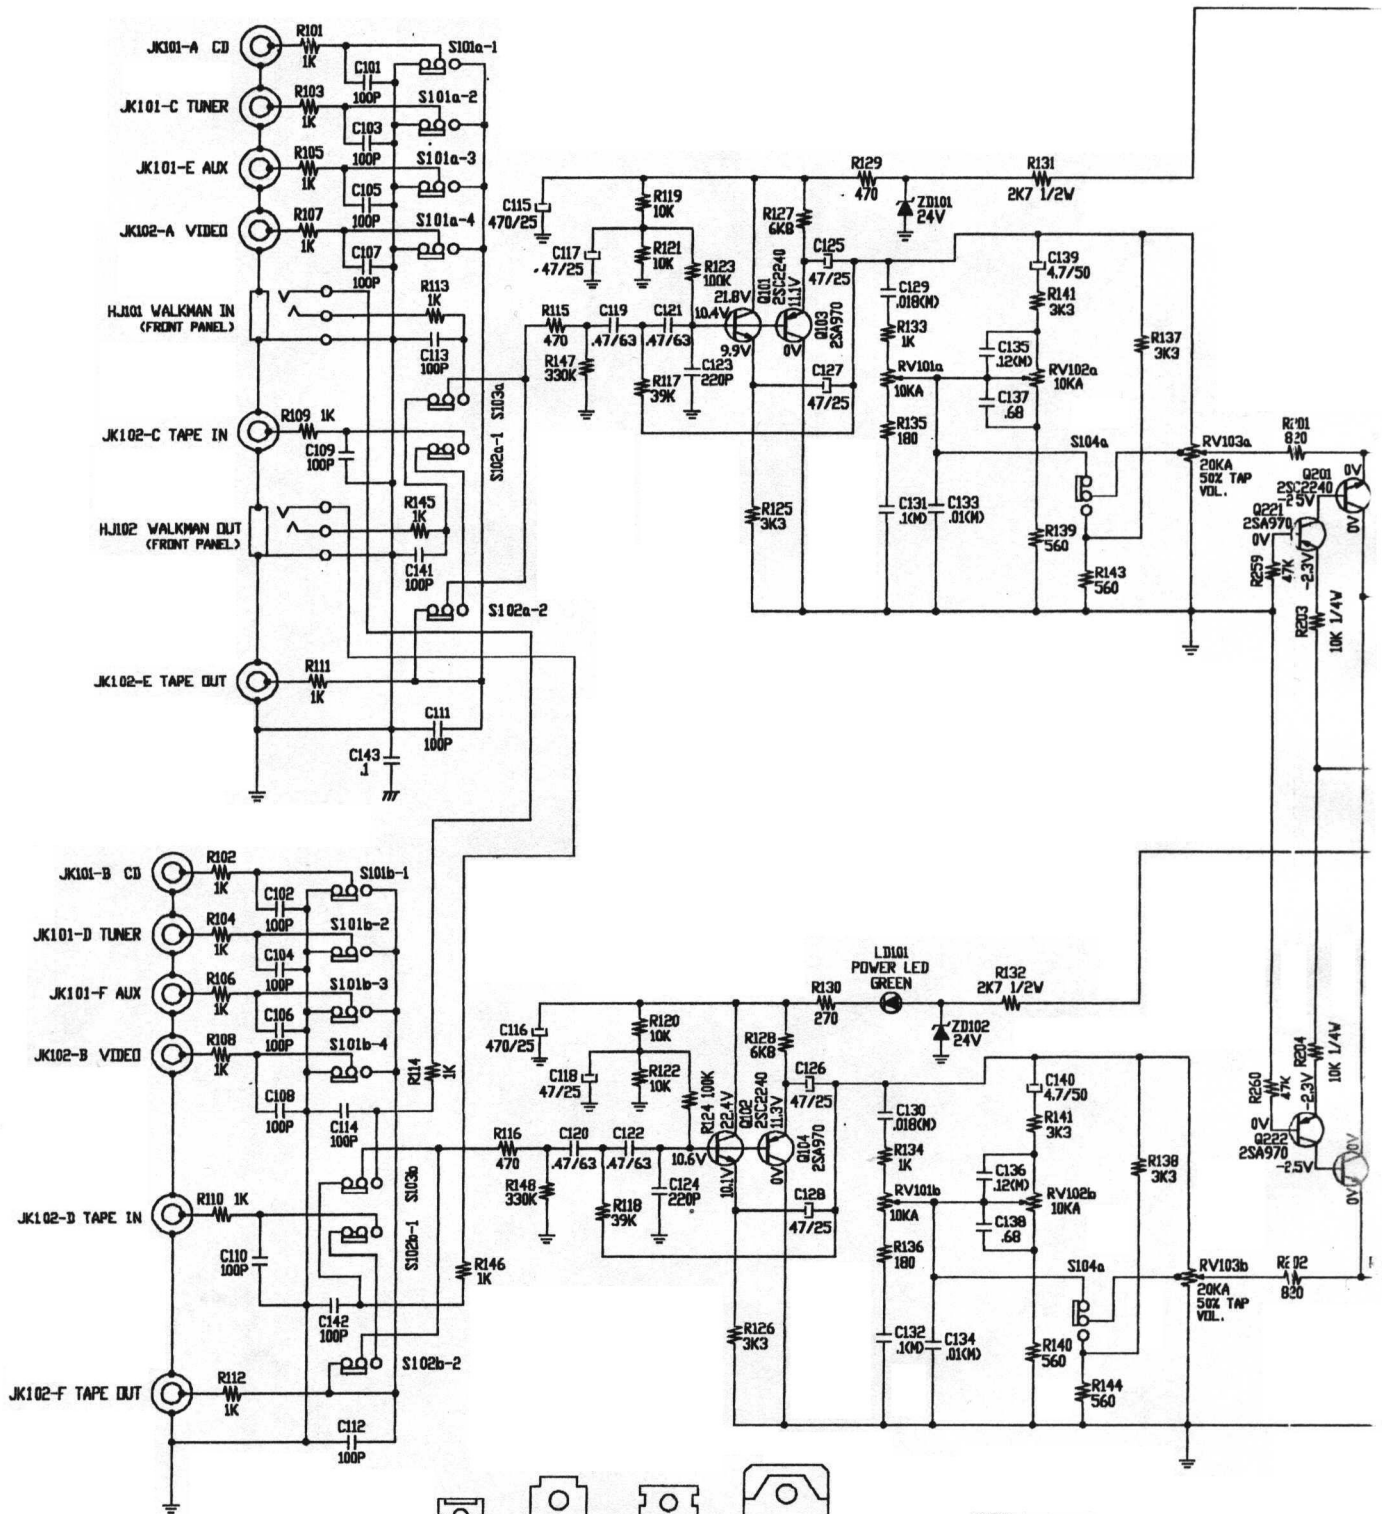 JK101-A CD
R101
1K
C101
100P
S101a-1
JK101-C TUNER
R103
1K
C103
100P
S101a-2
JK101-E AUX
R105
1K
C105
100P
S101a-3
JK102-A VIDEO
R107
1K
C107
100P
S101a-4
HJ101 WALKMAN IN
(FRONT PANEL)
R113
1K
C113
100P
S103a
JK102-C TAPE IN
R109 1K
C109
100P
S102a-1
HJ102 WALKMAN OUT
(FRONT PANEL)
R145
1K
C141
100P
S102a-2
JK102-E TAPE OUT
R111
1K
C111
100P
C143
.1
C115
470/25
C117
47/25
R119
10K
R121
10K
R123
100K
R115
470
R147
330K
C119
.47/63
C121
.47/63
R117
39K
C123
220P
21.8V
10.4V
9.9V
Q101
2SC2240
R127
6K8
11.1V
0V
Q103
2SA970
C125
47/25
C127
47/25
R125
3K3
R129
470
ZD101
24V
R131
2K7 1/2W
C129
.018(M)
R133
1K
RV101a
10KA
R135
180
C131
.1(M)
C133
.01(M)
C139
4.7/50
R141
3K3
C135
.12(M)
C137
.68
RV102a
10KA
R139
560
R137
3K3
S104a
R143
560
RV103a
20KA
50% TAP
VOL.
820
Q201
2SC2240
0V
0V
Q221
2SA970
0V
R259
47K
-2.3V
R203
10K 1/4W
JK101-B CD
R102
1K
C102
100P
S101b-1
JK101-D TUNER
R104
1K
C104
100P
S101b-2
JK101-F AUX
R106
1K
C106
100P
S101b-3
JK102-B VIDEO
R108
1K
C108
100P
S101b-4
C114
100P
R114
1K
S103b
JK102-D TAPE IN
R110 1K
C110
100P
S102b-1
C142
100P
R146
1K
S102b-2
JK102-F TAPE OUT
R112
1K
C112
100P
C116
470/25
C118
47/25
R120
10K
R122
10K
R124 100K
R116
470
R148
330K
C120
.47/63
C122
.47/63
R118
39K
C124
220P
22.4V
10.6V
10.1V
Q102
2SC2240
R128
6K8
11.3V
0V
Q104
2SA970
C126
47/25
C128
47/25
R126
3K3
R130
270
LD101
POWER LED
GREEN
ZD102
24V
R132
2K7 1/2W
C130
.018(M)
R134
1K
RV101b
10KA
R136
180
C132
.1(M)
C134
.01(M)
C140
4.7/50
R141
3K3
C136
.12(M)
C138
.68
RV102b
10KA
R140
560
R138
3K3
S104a
R144
560
RV103b
20KA
50% TAP
VOL.
820
R204
10K 1/4W
R260
47K
-2.3V
0V
Q222
2SA970
-2.5V
0V
0V